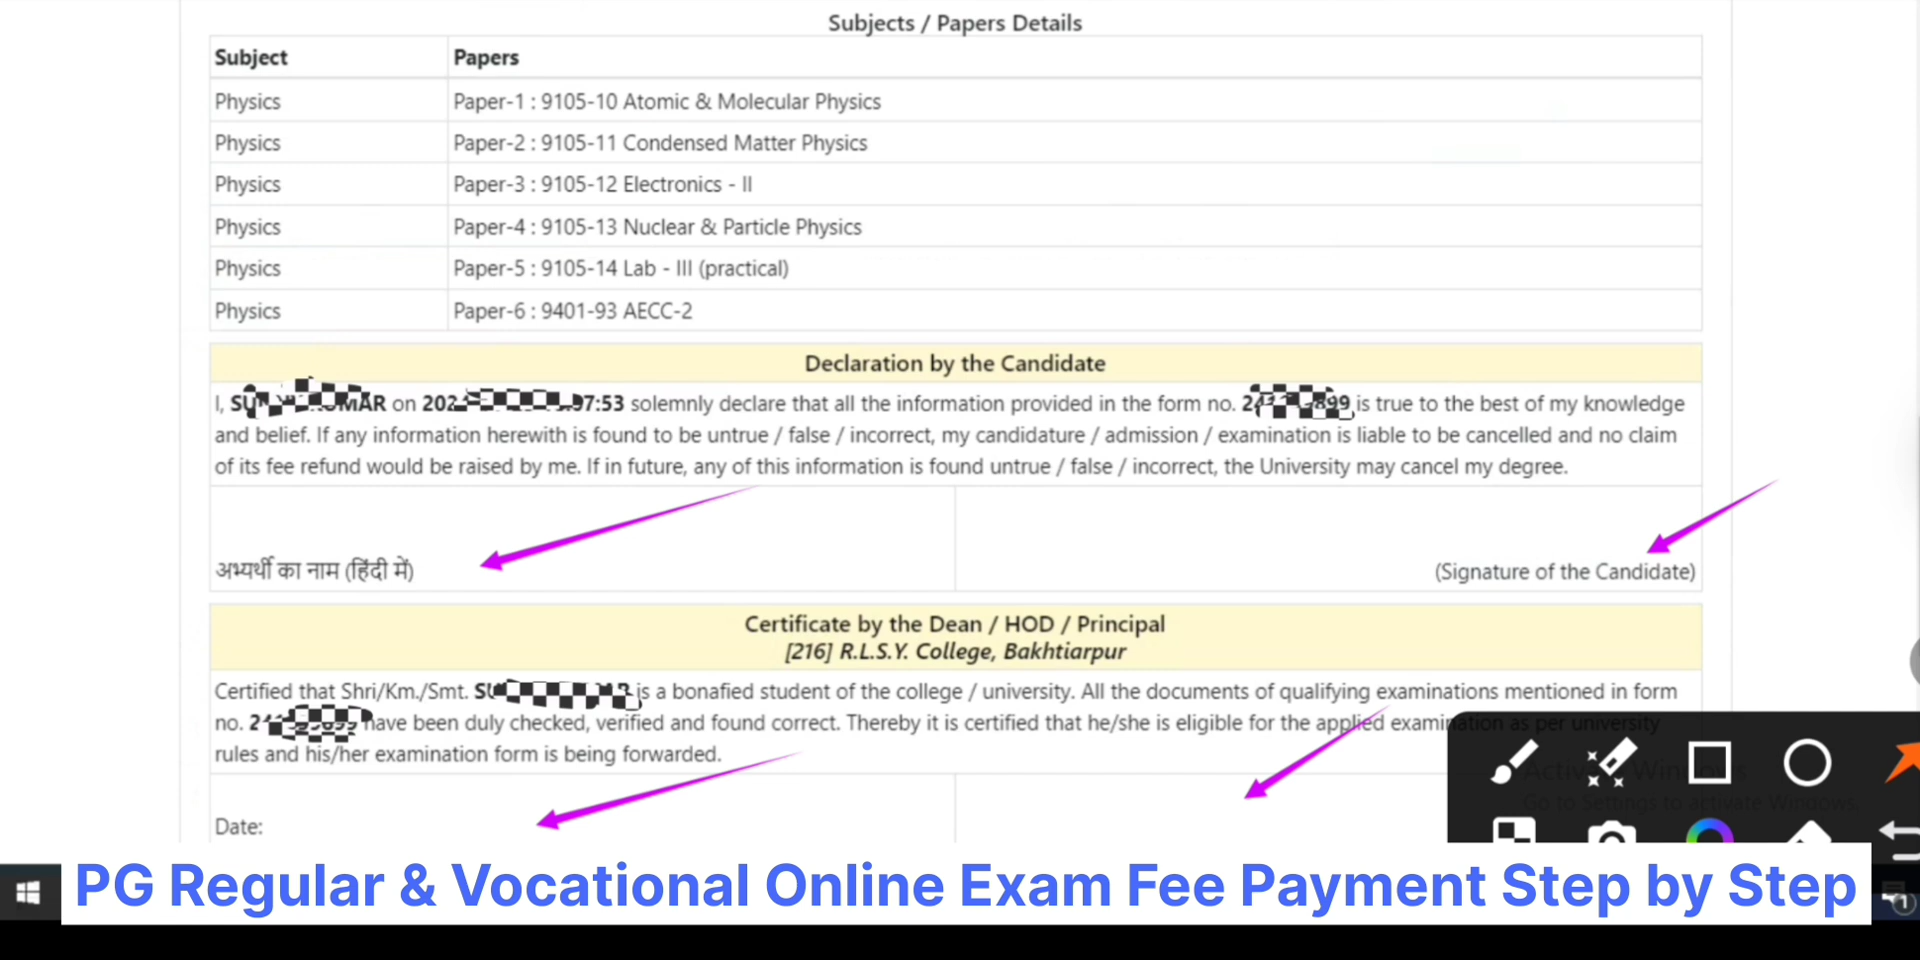 Subjects / Papers Details
Subject Papers
Physics Paper-1 : 9105-10 Atomic & Molecular Physics
Physics Paper-2 : 9105-11 Condensed Matter Physics
Physics Paper-3 : 9105-12 Electronics - II
Physics Paper-4 : 9105-13 Nuclear & Particle Physics
Physics Paper-5 : 9105-14 Lab - III (practical)
Physics Paper-6 : 9401-93 AECC-2
Declaration by the Candidate
I, on solemnly declare that all the information provided in the form no. is true to the best of my knowledge
and belief. If any information herewith is found to be untrue / false / incorrect, my candidature / admission / examination is liable to be cancelled and no claim
of its fee refund would be raised by me. If in future, any of this information is found untrue / false / incorrect, the University may cancel my degree.
अभ्यर्थी का नाम (हिंदी में)
(Signature of the Candidate)
Certificate by the Dean / HOD / Principal
[216] R.L.S.Y. College, Bakhtiarpur
Certified that Shri/Km./Smt. is a bonafied student of the college / university. All the documents of qualifying examinations mentioned in form
no. have been duly checked, verified and found correct. Thereby it is certified that he/she is eligible for the applied examination as per university
rules and his/her examination form is being forwarded.
Date:
Go to Settings to activate Windows.
PG Regular & Vocational Online Exam Fee Payment Step by Step